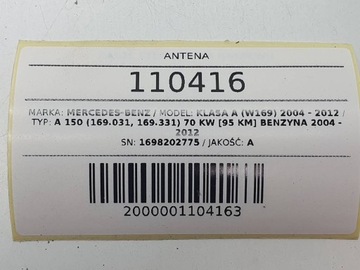 ANTENA
110416
MARKA: MERCEDES-BENZ / MODEL: KLASA A (W169) 2004 - 2012 /
TYP: A 150 (169.031, 169.331) 70 KW [95 KM] BENZYNA 2004 -
2012
SN: 1698202775 / JAKOŚĆ: A
2000001104163